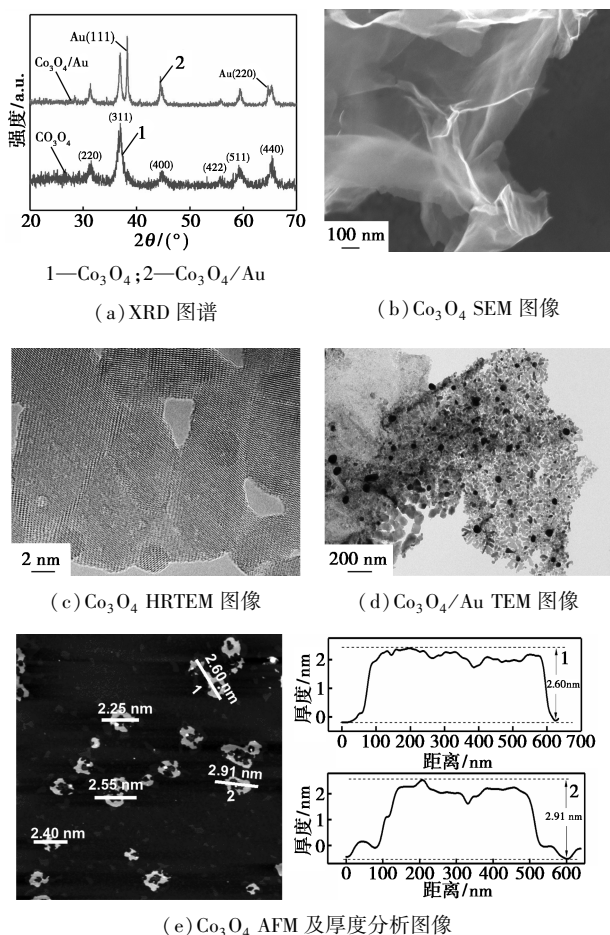 Au(111)
2
Co₃O₄/Au
Au(220)
强度/a.u.
(311)
1
CO₃O₄
(220)
(400)
(422)
(511)
(440)
20 30 40 50 60 70
2θ/(°)
1—Co₃O₄;2—Co₃O₄/Au
(a)XRD 图谱
100 nm
(b)Co₃O₄ SEM 图像
2 nm
(c)Co₃O₄ HRTEM 图像
200 nm
(d)Co₃O₄/Au TEM 图像
2.60 nm
1
2.25 nm
2.91 nm
2
2.55 nm
2.40 nm
厚度/nm
2
1
0
1
2.60nm
0 100 200 300 400 500 600 700
距离/nm
厚度/nm
2
1
0
2
2.91 nm
0 100 200 300 400 500 600
距离/nm
(e)Co₃O₄ AFM 及厚度分析图像